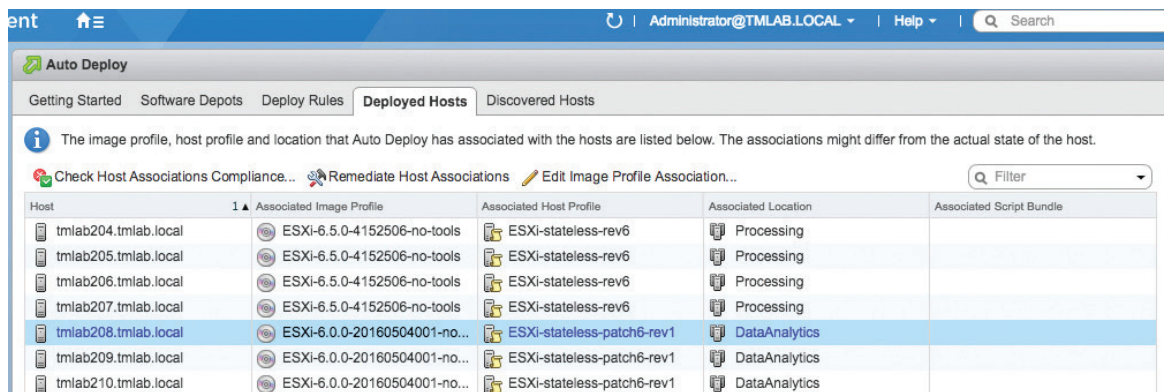 ent Administrator@TMLAB.LOCAL | Help | Search
Auto Deploy
Getting Started Software Depots Deploy Rules Deployed Hosts Discovered Hosts
The image profile, host profile and location that Auto Deploy has associated with the hosts are listed below. The associations might differ from the actual state of the host.
Check Host Associations Compliance... Remediate Host Associations Edit Image Profile Association... Filter
Host 1 Associated Image Profile Associated Host Profile Associated Location Associated Script Bundle
tmlab204.tmlab.local ESXi-6.5.0-4152506-no-tools ESXi-stateless-rev6 Processing
tmlab205.tmlab.local ESXi-6.5.0-4152506-no-tools ESXi-stateless-rev6 Processing
tmlab206.tmlab.local ESXi-6.5.0-4152506-no-tools ESXi-stateless-rev6 Processing
tmlab207.tmlab.local ESXi-6.5.0-4152506-no-tools ESXi-stateless-rev6 Processing
tmlab208.tmlab.local ESXi-6.0.0-20160504001-no... ESXi-stateless-patch6-rev1 DataAnalytics
tmlab209.tmlab.local ESXi-6.0.0-20160504001-no... ESXi-stateless-patch6-rev1 DataAnalytics
tmlab210.tmlab.local ESXi-6.0.0-20160504001-no... ESXi-stateless-patch6-rev1 DataAnalytics